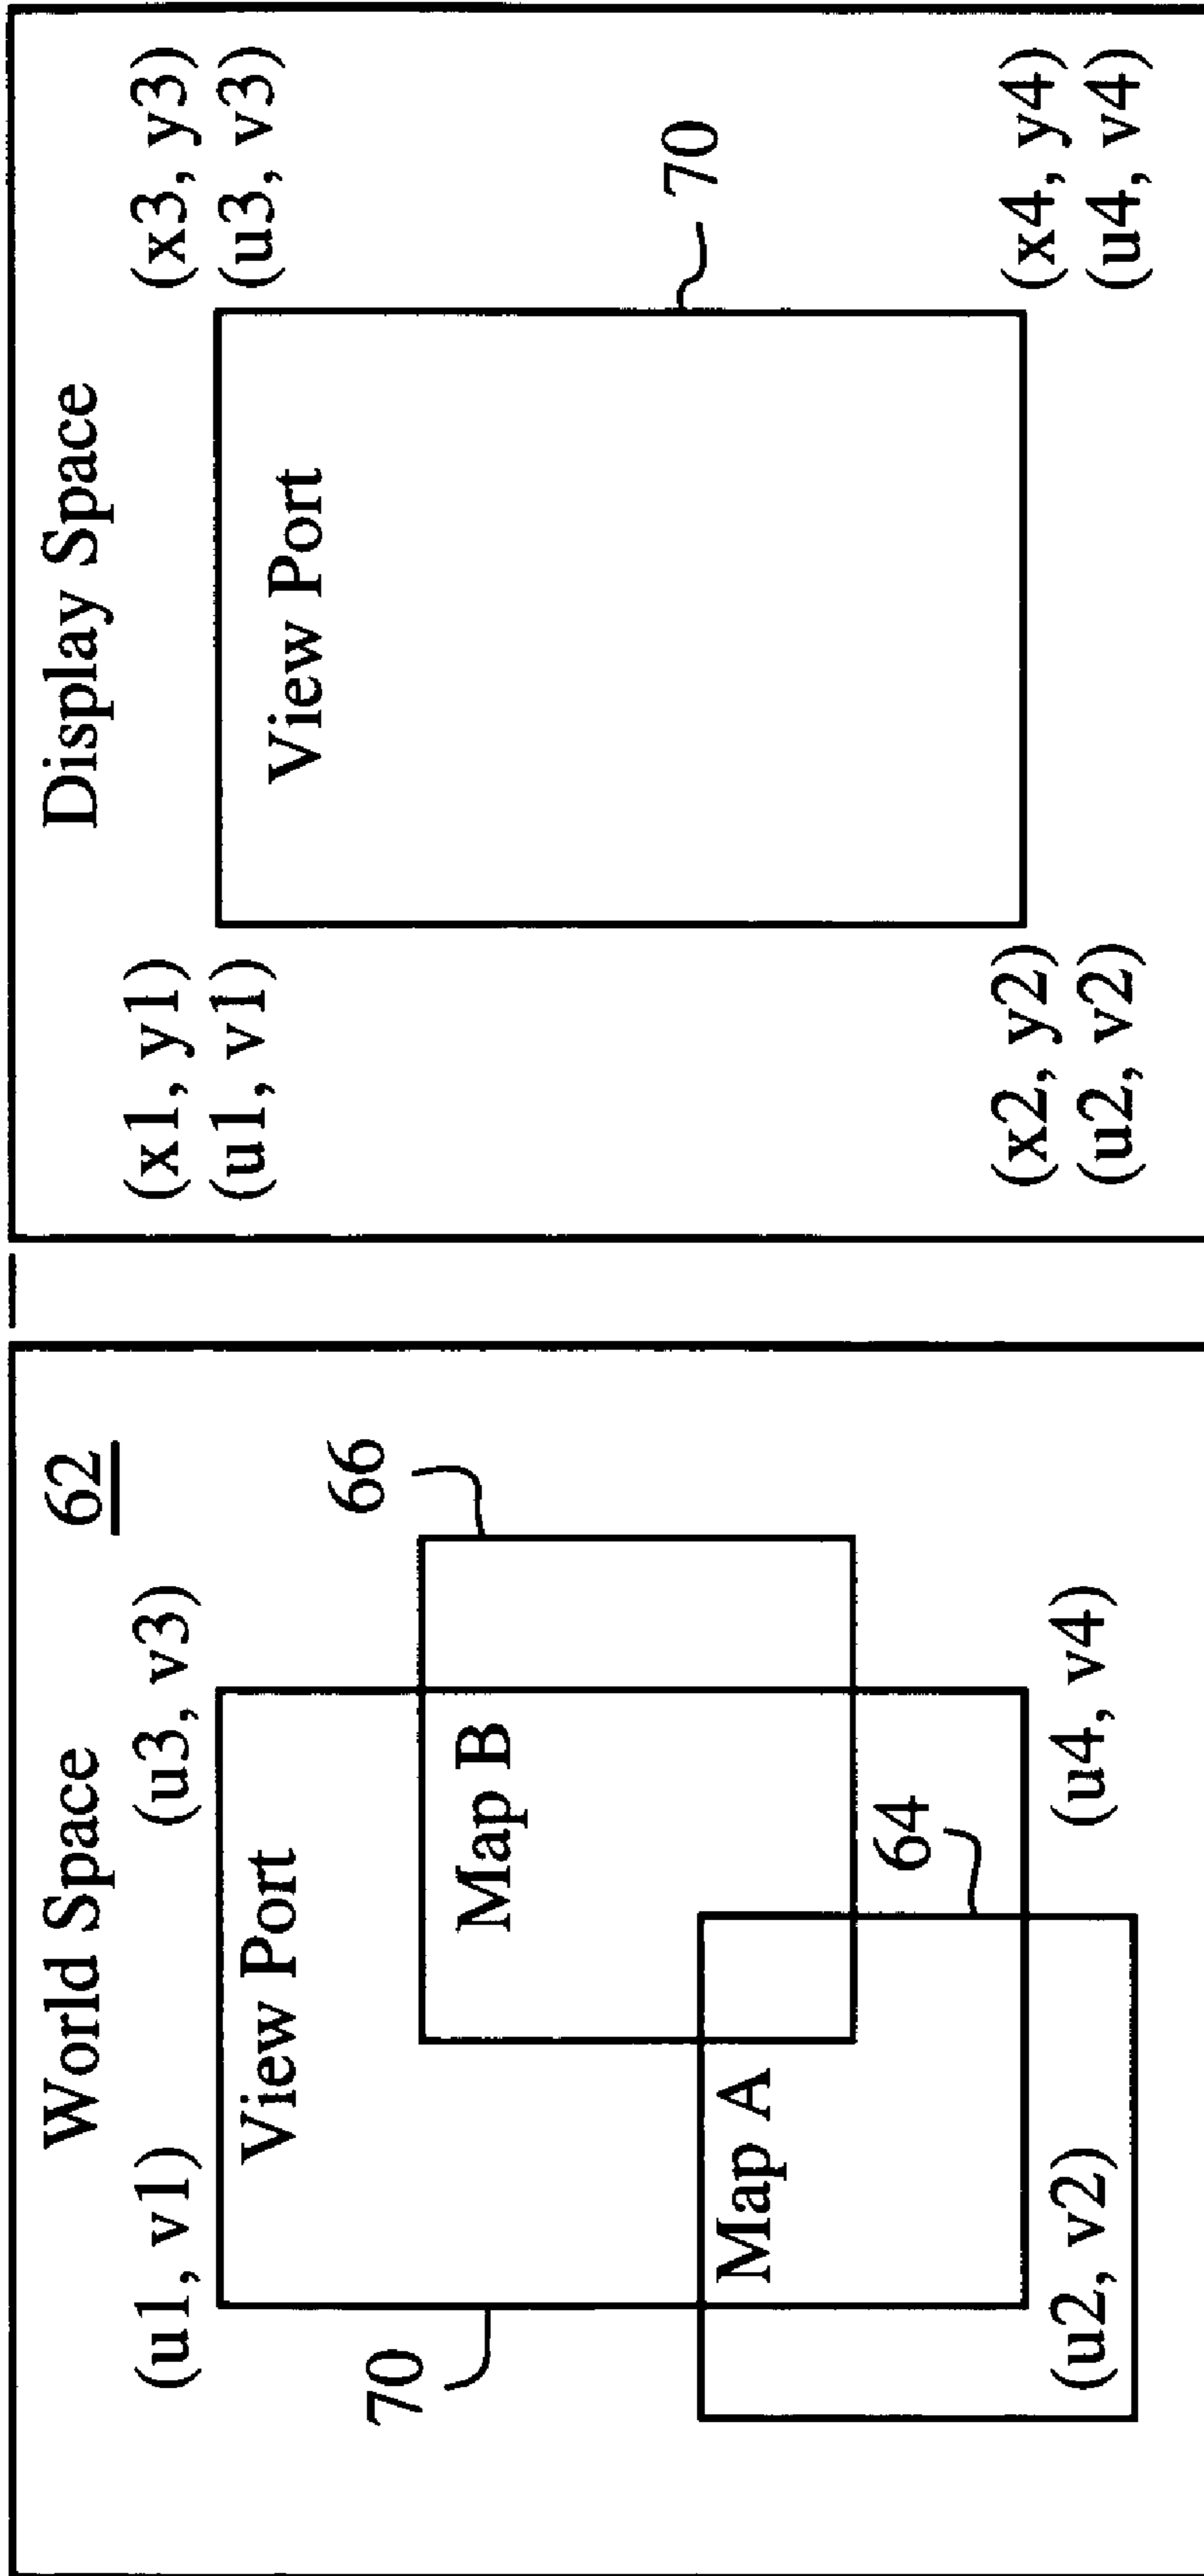 World Space
62
(u1, v1)
(u3, v3)
View Port
70
66
Map B
Map A
64
(u2, v2)
(u4, v4)
Display Space
(x1, y1)
(u1, v1)
(x3, y3)
(u3, v3)
View Port
70
(x2, y2)
(u2, v2)
(x4, y4)
(u4, v4)